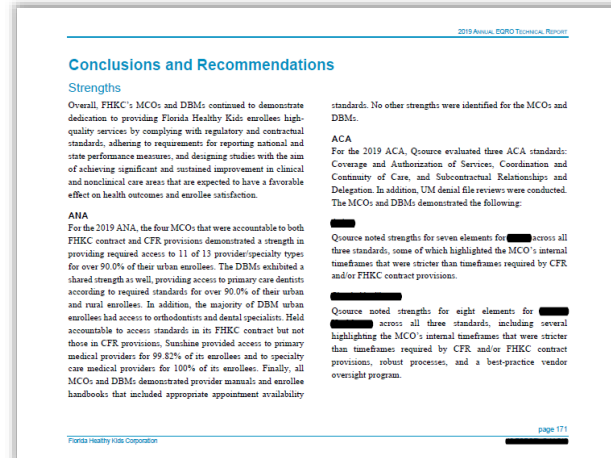 2019 ANNUAL EQRO TECHNICAL REPORT
Conclusions and Recommendations
Strengths
Overall, FHKC's MCOs and DBMs continued to demonstrate
dedication to providing Florida Healthy Kids enrollees high-
quality services by complying with regulatory and contractual
standards, adhering to requirements for reporting national and
state performance measures, and designing studies with the aim
of achieving significant and sustained improvement in clinical
and nonclinical care areas that are expected to have a favorable
effect on health outcomes and enrollee satisfaction.
ANA
For the 2019 ANA, the four MCOs that were accountable to both
FHKC contract and CFR provisions demonstrated a strength in
providing required access to 11 of 13 provider/specialty types
for over 90.0% of their urban enrollees. The DBMs exhibited a
shared strength as well, providing access to primary care dentists
according to required standards for over 90.0% of their urban
and rural enrollees. In addition, the majority of DBM urban
enrollees had access to orthodontists and dental specialists. Held
accountable to access standards in its FHKC contract but not
those in CFR provisions, Sunshine provided access to primary
medical providers for 99.82% of its enrollees and to specialty
care medical providers for 100% of its enrollees. Finally, all
MCOs and DBMs demonstrated provider manuals and enrollee
handbooks that included appropriate appointment availability
standards. No other strengths were identified for the MCOs and
DBMs.
ACA
For the 2019 ACA, Qsource evaluated three ACA standards:
Coverage and Authorization of Services, Coordination and
Continuity of Care, and Subcontractual Relationships and
Delegation. In addition, UM denial file reviews were conducted.
The MCOs and DBMs demonstrated the following:
Qsource noted strengths for seven elements for across all
three standards, some of which highlighted the MCO's internal
timeframes that were stricter than timeframes required by CFR
and/or FHKC contract provisions.
Qsource noted strengths for eight elements for
across all three standards, including several
highlighting the MCO's internal timeframes that were stricter
than timeframes required by CFR and/or FHKC contract
provisions, robust processes, and a best-practice vendor
oversight program.
page 171
Florida Healthy Kids Corporation